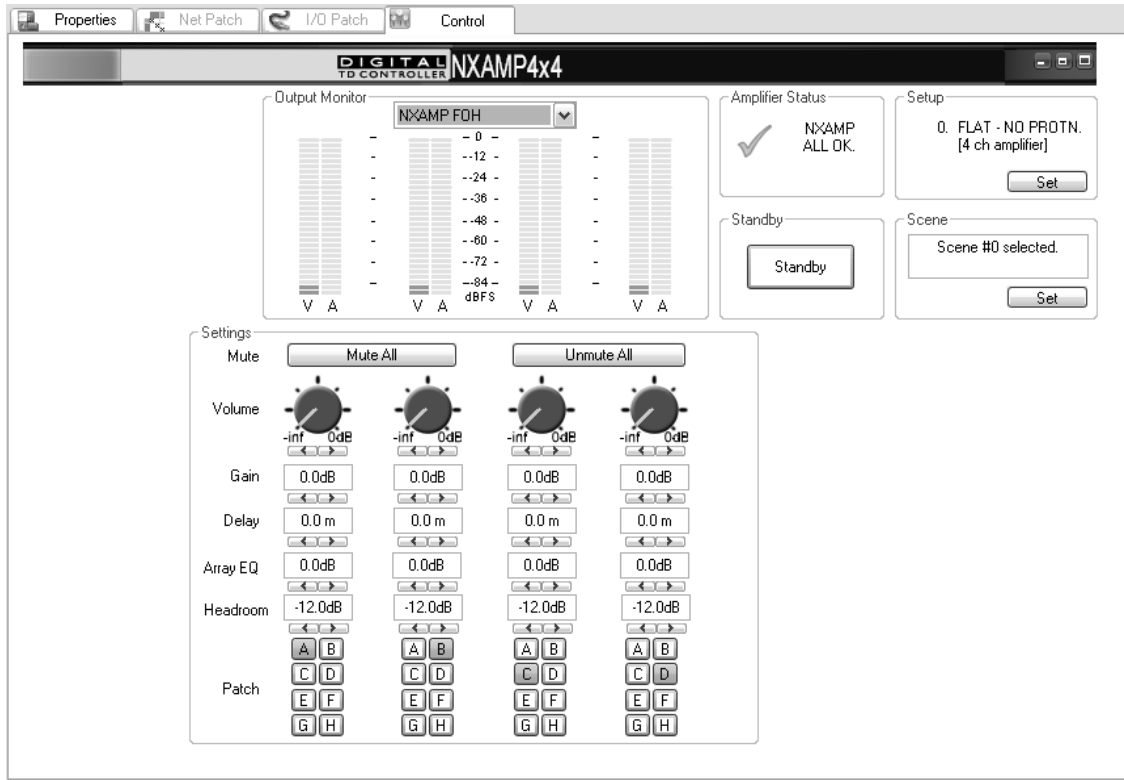 Properties Net Patch I/O Patch Control
DIGITAL TD CONTROLLER NXAMP4x4
Output Monitor
NXAMP FOH
– 0 –
--12 -
--24 -
--36 -
--48 -
--60 -
--72 -
--84 –
dBFS
V A V A V A V A
Amplifier Status
NXAMP
ALL OK.
Setup
0. FLAT - NO PROTN.
[4 ch amplifier]
Set
Standby
Standby
Scene
Scene #0 selected.
Set
Settings
Mute Mute All Unmute All
Volume
-inf 0dB -inf 0dB -inf 0dB -inf 0dB
Gain 0.0dB 0.0dB 0.0dB 0.0dB
Delay 0.0 m 0.0 m 0.0 m 0.0 m
Array EQ 0.0dB 0.0dB 0.0dB 0.0dB
Headroom -12.0dB -12.0dB -12.0dB -12.0dB
A B A B A B A B
C D C D C D C D
Patch
E F E F E F E F
G H G H G H G H